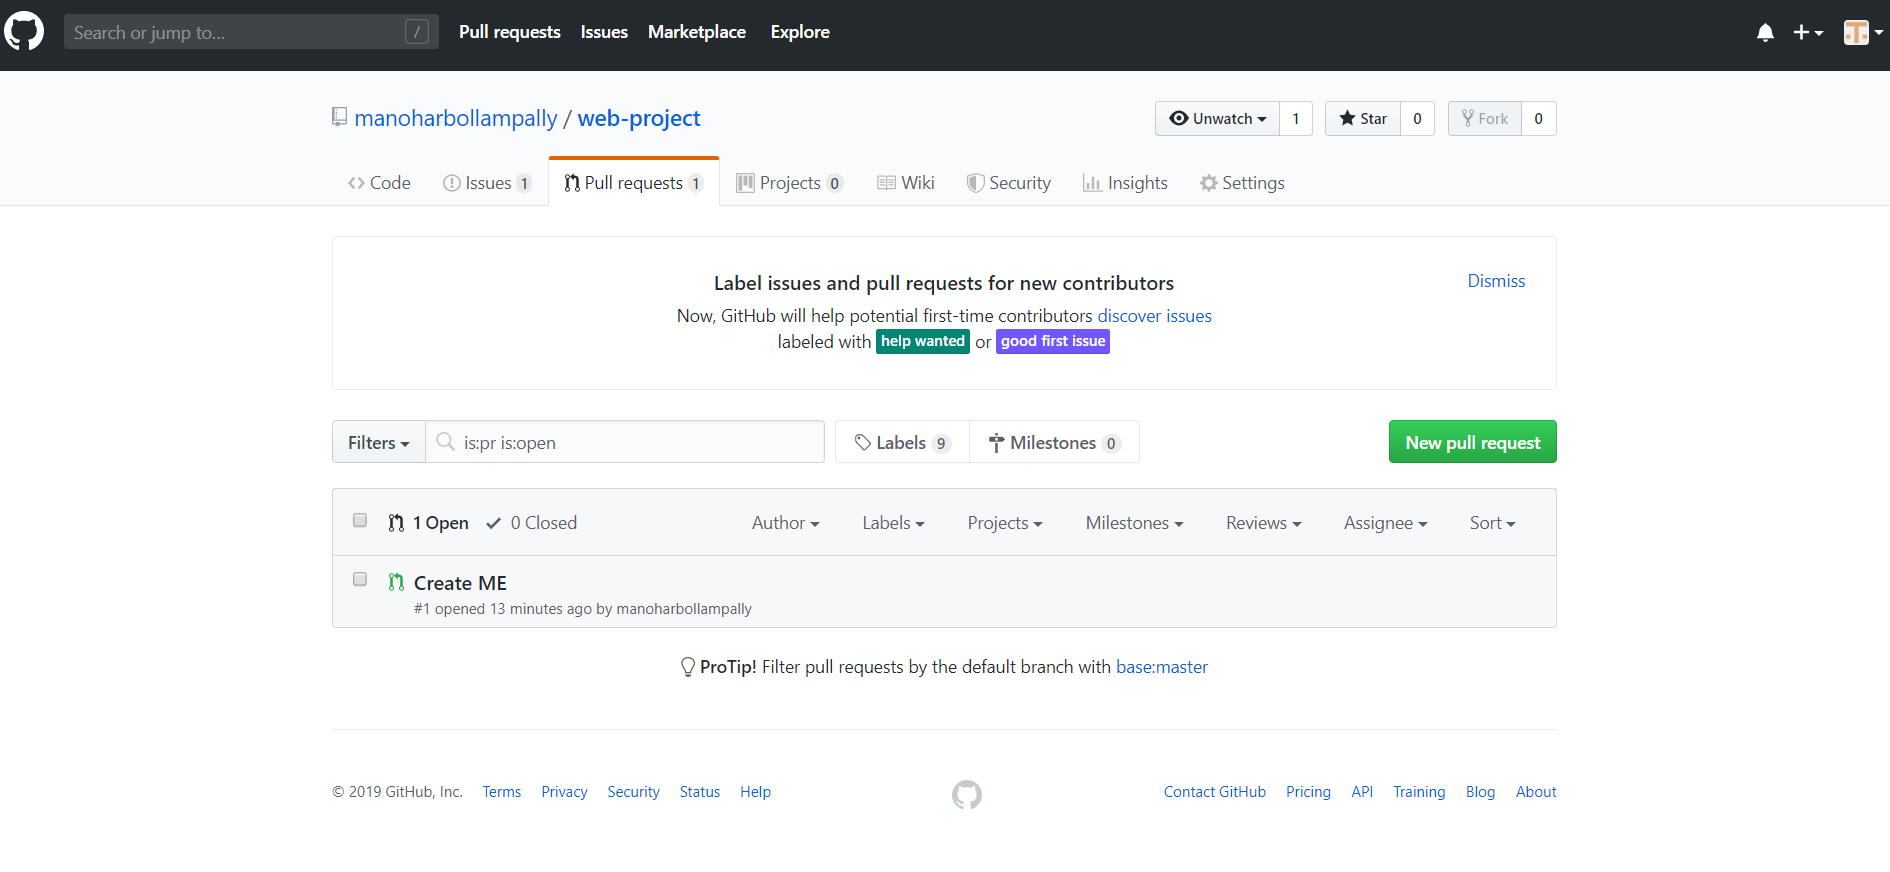 Search or jump to... /
Pull requests Issues Marketplace Explore
manoharbollampally / web-project
Unwatch 1 Star 0 Fork 0
Code Issues 1 Pull requests 1 Projects 0 Wiki Security Insights Settings
Label issues and pull requests for new contributors
Dismiss
Now, GitHub will help potential first-time contributors discover issues
labeled with help wanted or good first issue
Filters is:pr is:open Labels 9 Milestones 0 New pull request
1 Open 0 Closed Author Labels Projects Milestones Reviews Assignee Sort
Create ME
#1 opened 13 minutes ago by manoharbollampally
ProTip! Filter pull requests by the default branch with base:master
© 2019 GitHub, Inc. Terms Privacy Security Status Help Contact GitHub Pricing API Training Blog About